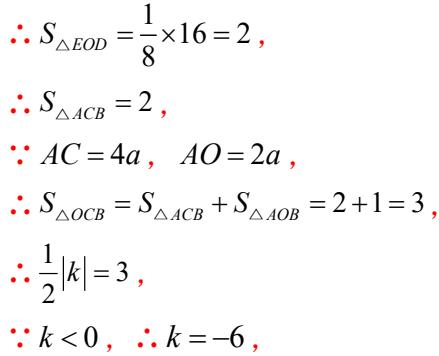 ∴ S△EOD = 1/8 × 16 = 2，
∴ S△ACB = 2，
∵ AC = 4a， AO = 2a，
∴ S△OCB = S△ACB + S△AOB = 2 + 1 = 3，
∴ 1/2 |k| = 3，
∵ k < 0， ∴ k = −6，